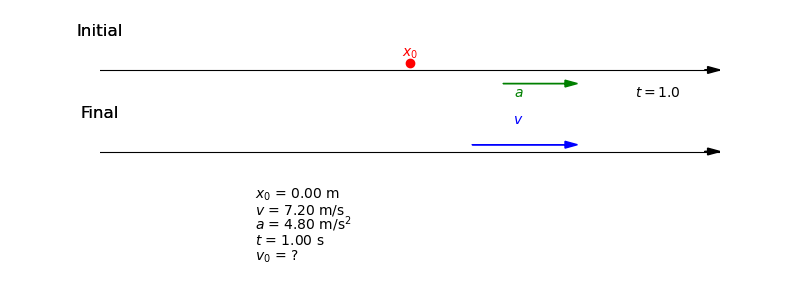 Initial
x₀
a
t = 1.0
Final
v
x₀ = 0.00 m
v = 7.20 m/s
a = 4.80 m/s²
t = 1.00 s
v₀ = ?